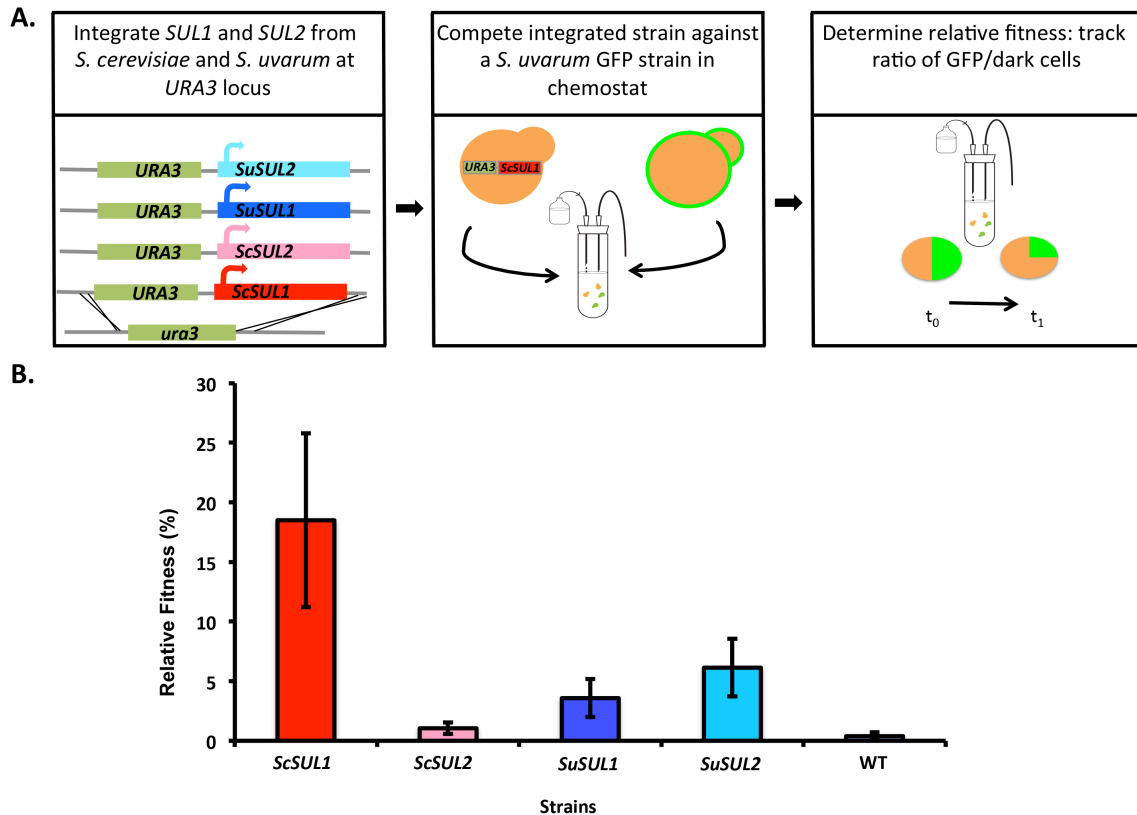 A.
Integrate SUL1 and SUL2 from
S. cerevisiae and S. uvarum at
URA3 locus
Compete integrated strain against
a S. uvarum GFP strain in
chemostat
Determine relative fitness: track
ratio of GFP/dark cells
URA3 SuSUL2
URA3 SuSUL1
URA3 ScSUL2
URA3 ScSUL1
ura3
URA3 ScSUL1
t0 t1
B.
Relative Fitness (%)
30
25
20
15
10
5
0
ScSUL1 ScSUL2 SuSUL1 SuSUL2 WT
Strains